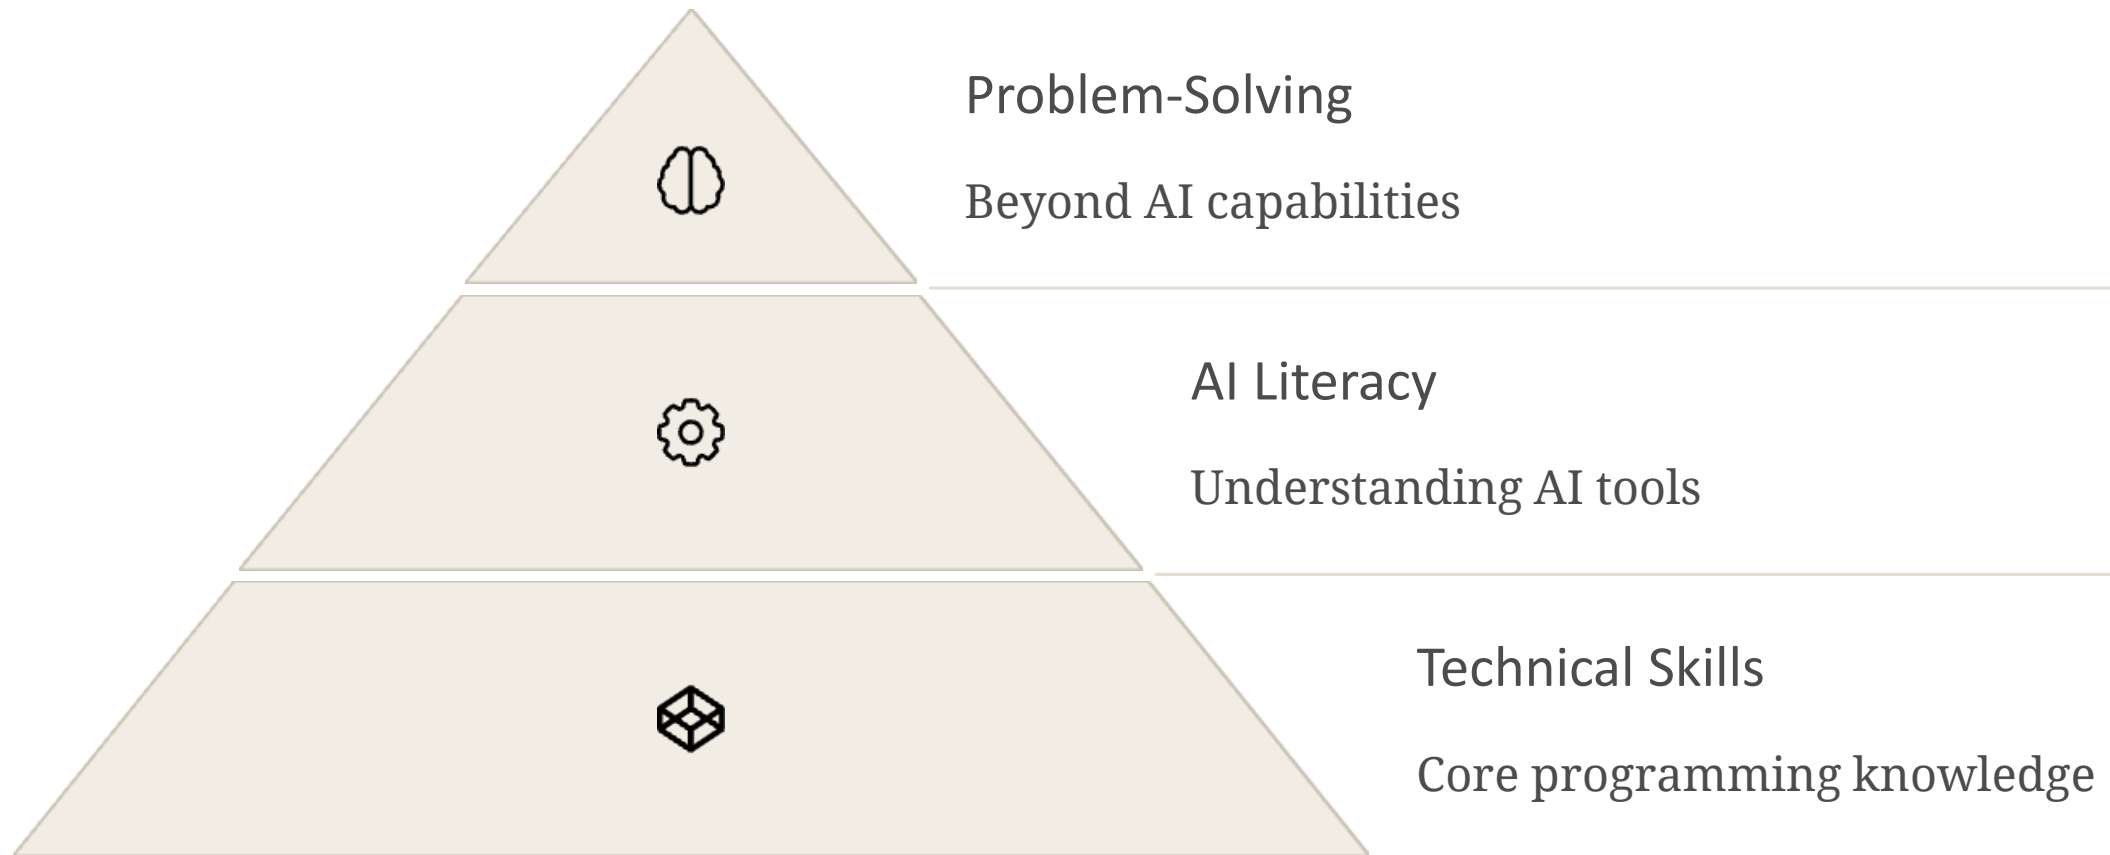 Problem-Solving
Beyond AI capabilities
AI Literacy
Understanding AI tools
Technical Skills
Core programming knowledge